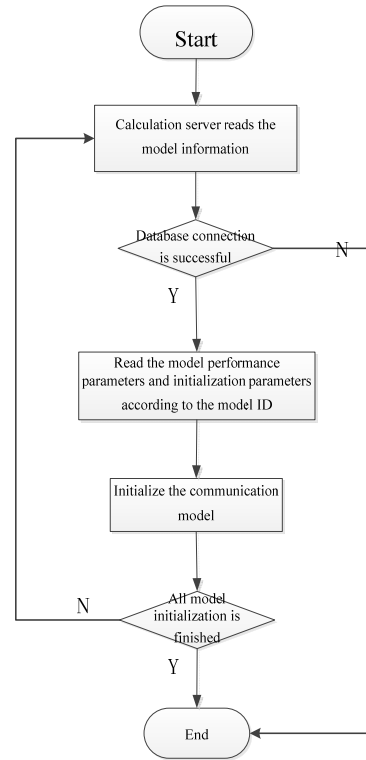 Start
Calculation server reads the
model information
Database connection
is successful
N
Y
Read the model performance
parameters and initialization parameters
according to the model ID
Initialize the communication
model
All model
initialization is
finished
N
Y
End